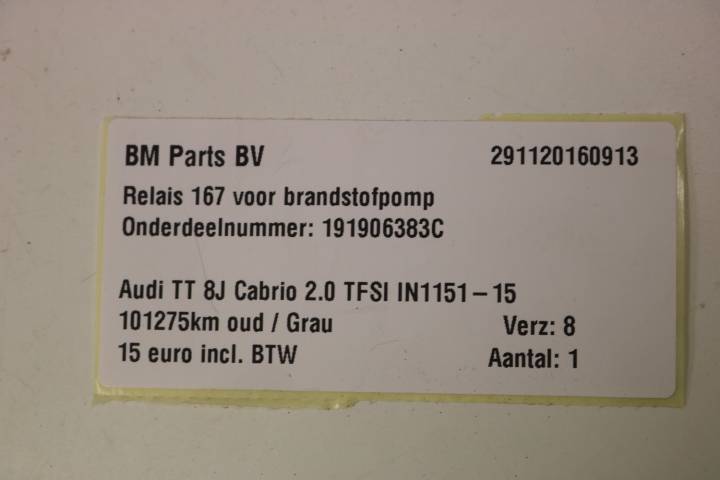 BM Parts BV 291120160913
Relais 167 voor brandstofpomp
Onderdeelnummer: 191906383C
Audi TT 8J Cabrio 2.0 TFSI IN1151-15
101275km oud / Grau Verz: 8
15 euro incl. BTW Aantal: 1